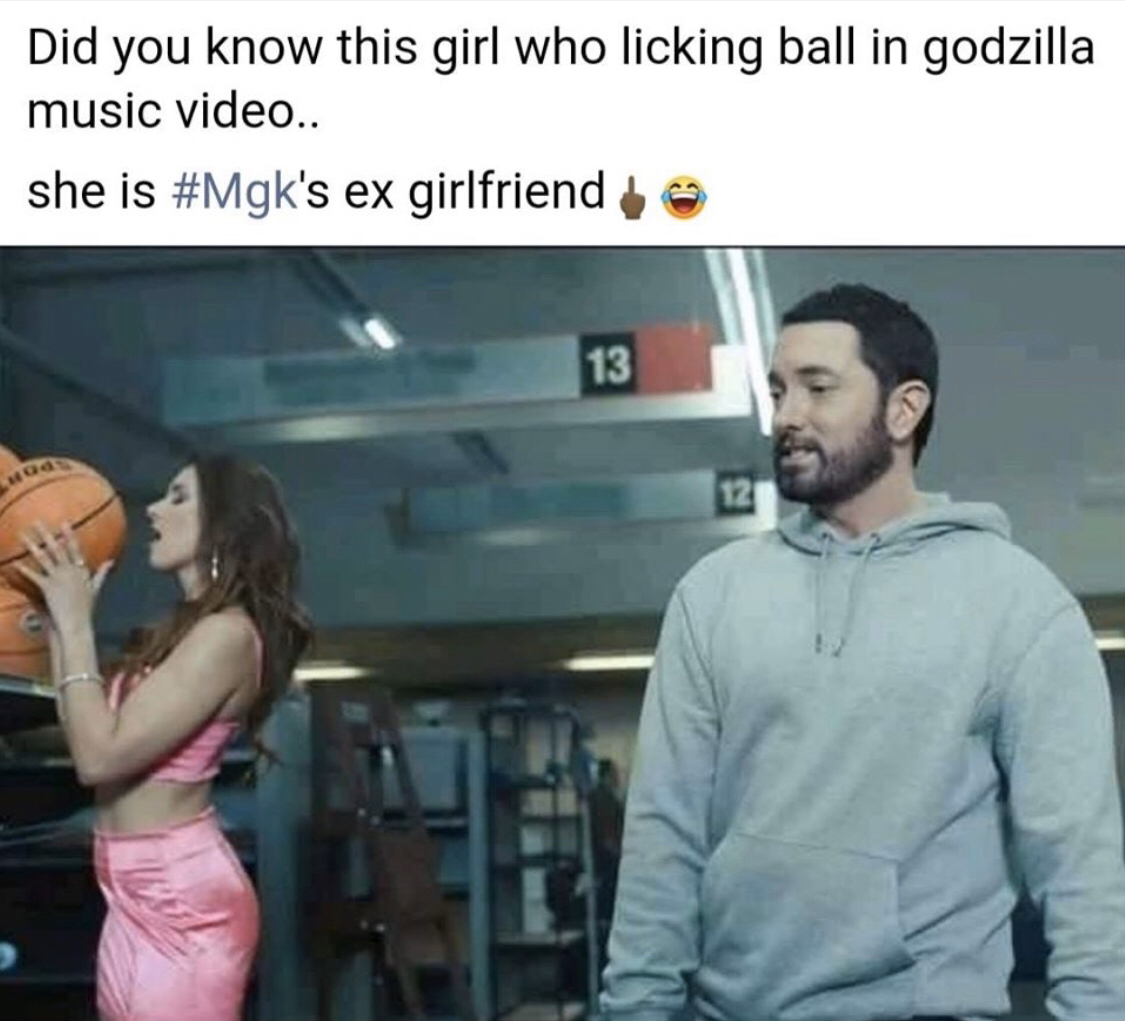 Did you know this girl who licking ball in godzilla
music video..
she is #Mgk's ex girlfriend🖕🏾😂
13
12